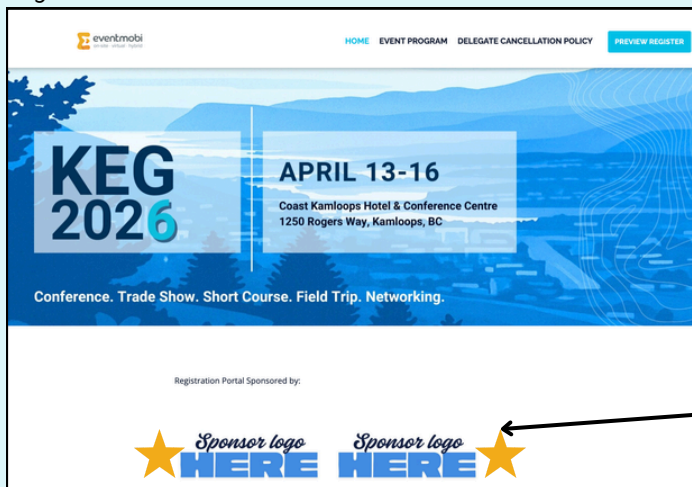 eventmobi
on-site · virtual · hybrid
HOME EVENT PROGRAM DELEGATE CANCELLATION POLICY PREVIEW REGISTER
KEG
2026
APRIL 13-16
Coast Kamloops Hotel & Conference Centre
1250 Rogers Way, Kamloops, BC
Conference. Trade Show. Short Course. Field Trip. Networking.
Registration Portal Sponsored by:
Sponsor logo
HERE
Sponsor logo
HERE